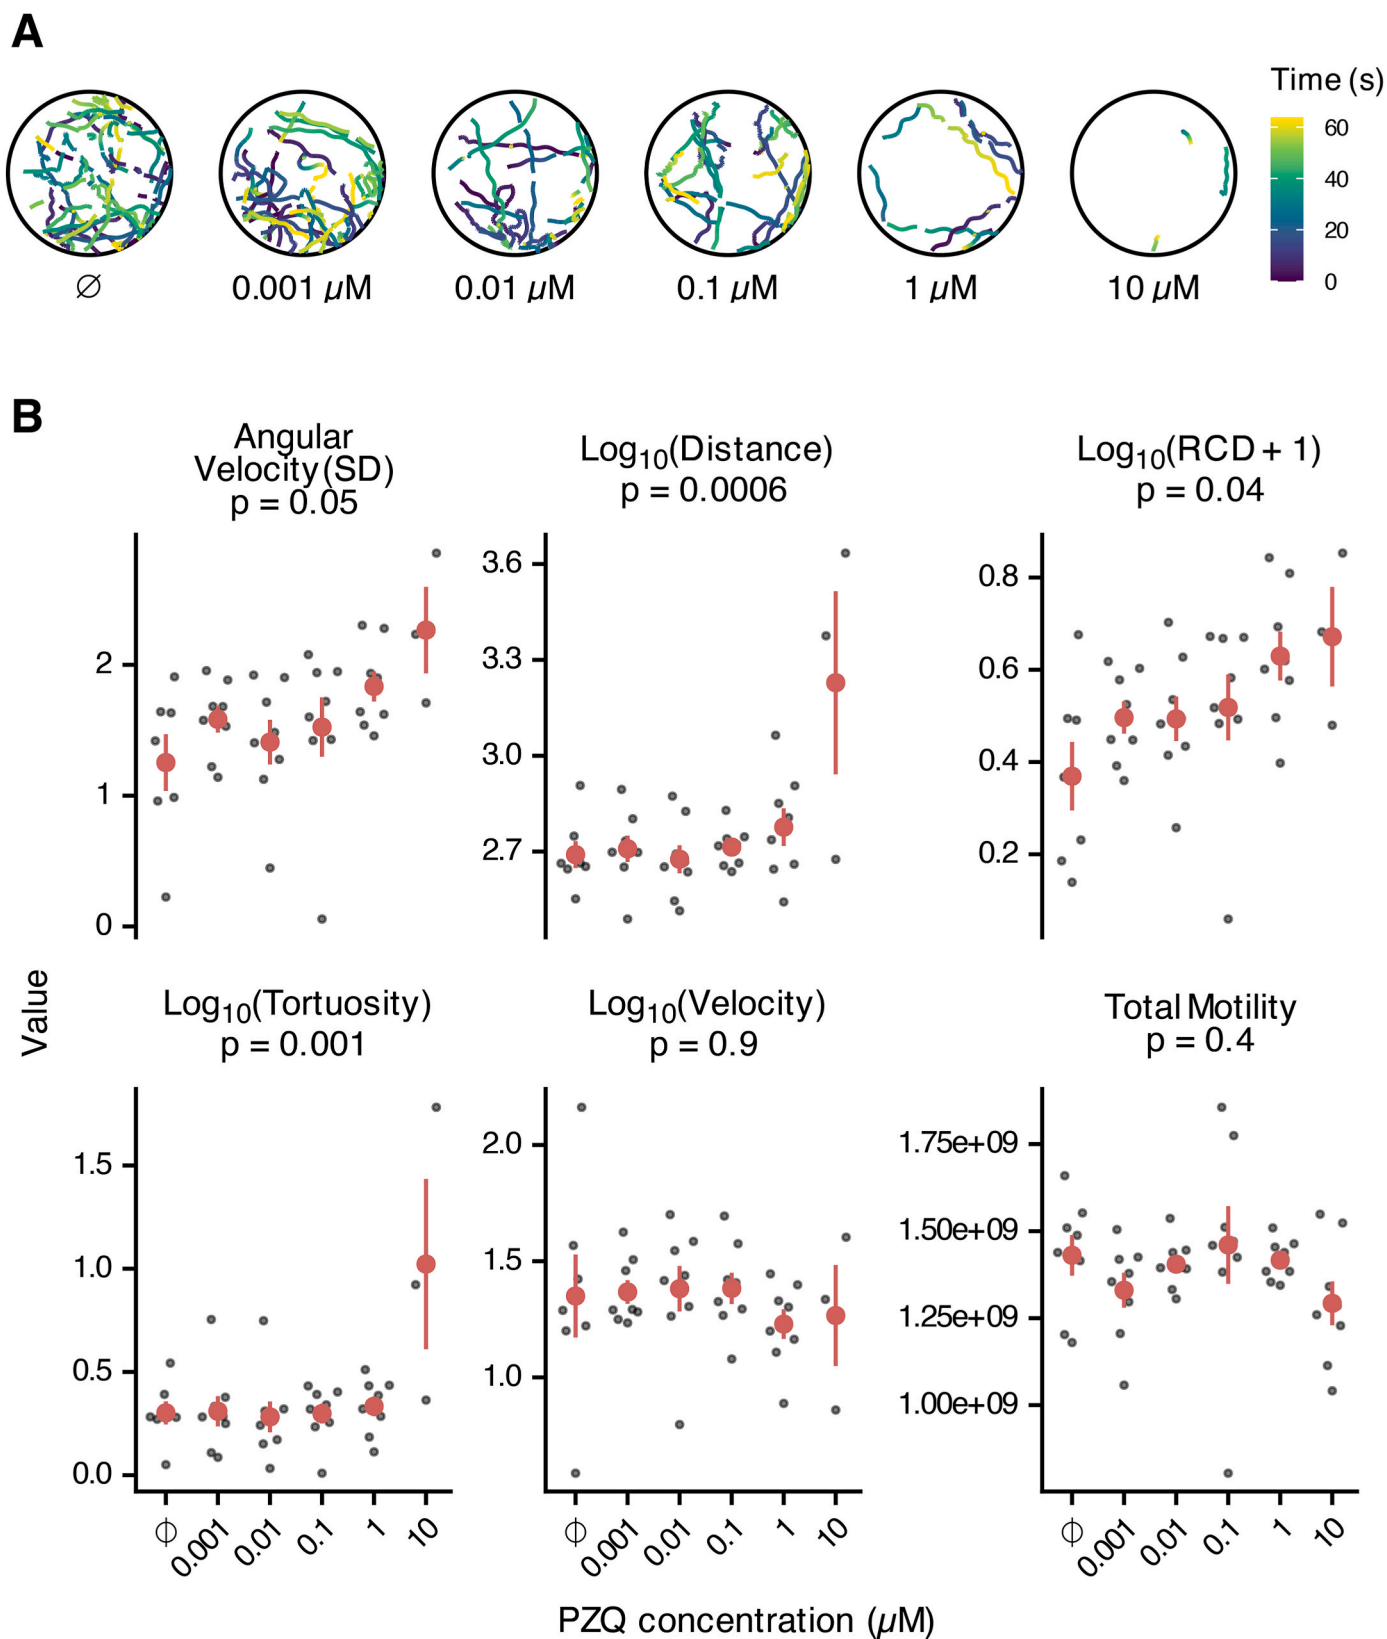 A
Time (s)
60
40
20
0
∅
0.001 µM
0.01 µM
0.1 µM
1 µM
10 µM
B
Angular
Velocity (SD)
p = 0.05
2
1
0
Log₁₀(Distance)
p = 0.0006
3.6
3.3
3.0
2.7
Log₁₀(RCD + 1)
p = 0.04
0.8
0.6
0.4
0.2
Value
Log₁₀(Tortuosity)
p = 0.001
1.5
1.0
0.5
0.0
∅
0.001
0.01
0.1
1
10
Log₁₀(Velocity)
p = 0.9
2.0
1.5
1.0
∅
0.001
0.01
0.1
1
10
Total Motility
p = 0.4
1.75e+09
1.50e+09
1.25e+09
1.00e+09
∅
0.001
0.01
0.1
1
10
PZQ concentration (µM)